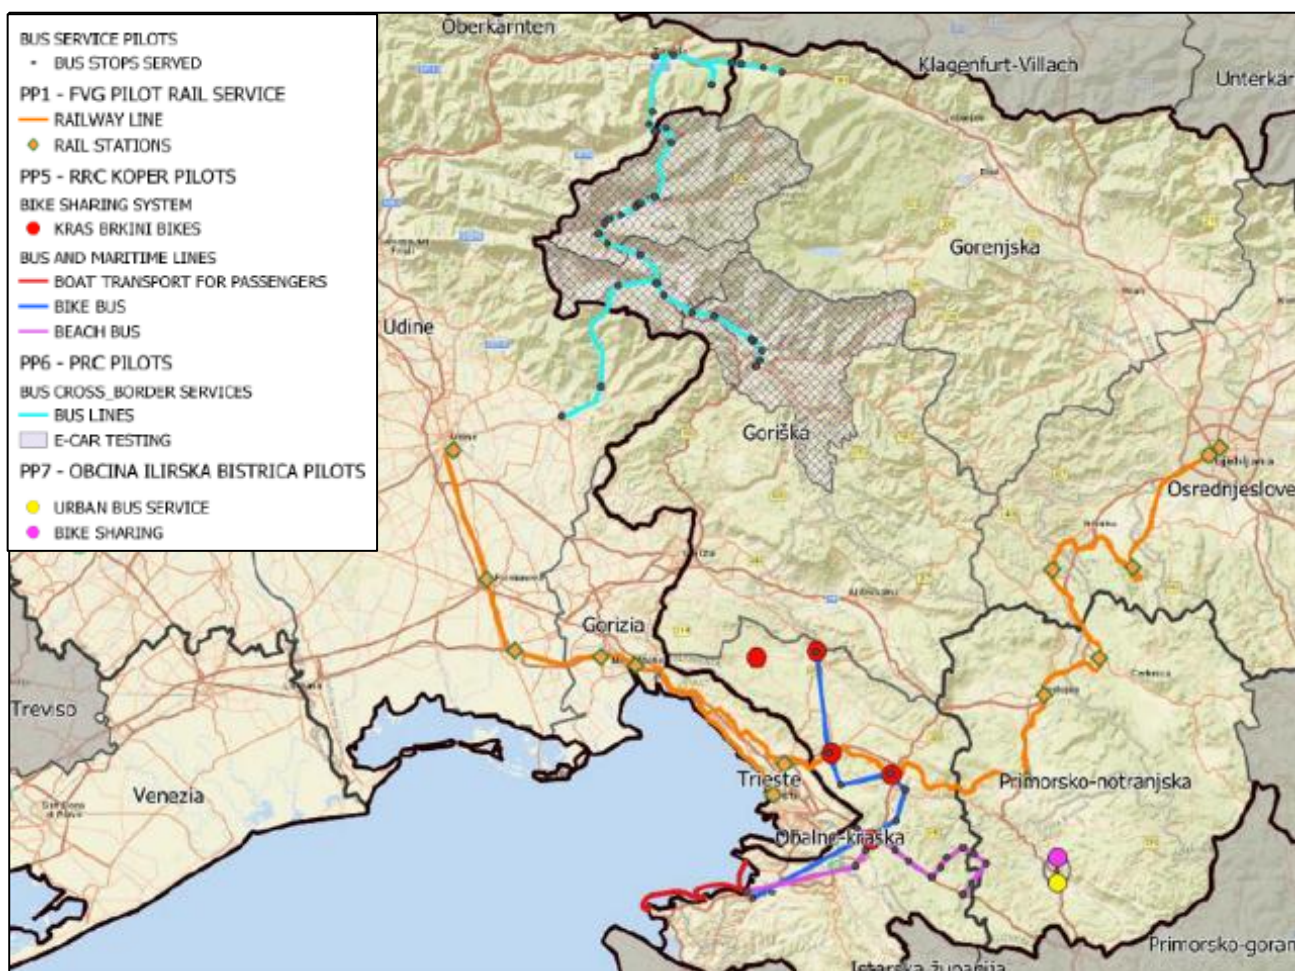 BUS SERVICE PILOTS
BUS STOPS SERVED
PP1 - FVG PILOT RAIL SERVICE
RAILWAY LINE
RAIL STATIONS
PP5 - RRC KOPER PILOTS
BIKE SHARING SYSTEM
KRAS BRKINI BIKES
BUS AND MARITIME LINES
BOAT TRANSPORT FOR PASSENGERS
BIKE BUS
BEACH BUS
PP6 - PRC PILOTS
BUS CROSS_BORDER SERVICES
BUS LINES
E-CAR TESTING
PP7 - OBCINA ILIRSKA BISTRICA PILOTS
URBAN BUS SERVICE
BIKE SHARING
Oberkärnten
Klagenfurt-Villach
Unterkär
Gorenjska
Udine
Goriška
Osrednjeslove
Gorizia
Treviso
Venezia
Trieste
Primorsko-notranjska
Obalno-kraška
Primorsko-goran
Istarska županija